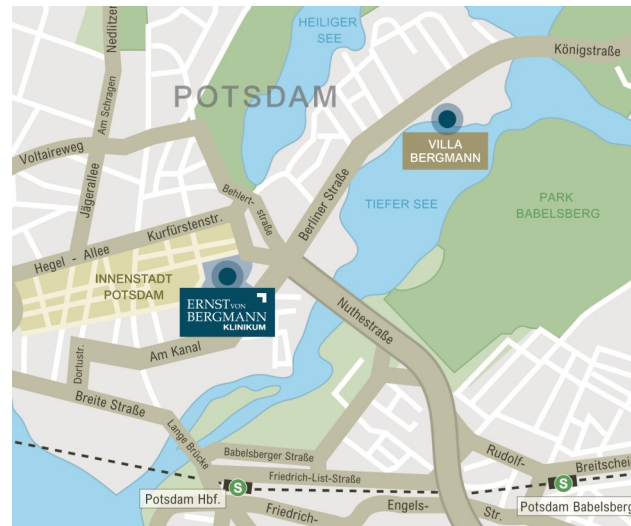 HEILIGER
SEE
Nedlitzer
Königstraße
POTSDAM
Am Schragen
VILLA
BERGMANN
Voltaireweg
Jägerallee
Behlert-
straße
Berliner Straße
TIEFER SEE
PARK
BABELSBERG
Kurfürstenstr.
Hegel - Allee
INNENSTADT
POTSDAM
ERNST VON
BERGMANN
KLINIKUM
Nuthestraße
Am Kanal
Dortustr.
Breite Straße
Lange Brücke
Babelsberger Straße
Rudolf-
Breitschei
Friedrich-List-Straße
S
S
Potsdam Hbf.
Engels-
Str.
Potsdam Babelsberg
Friedrich-